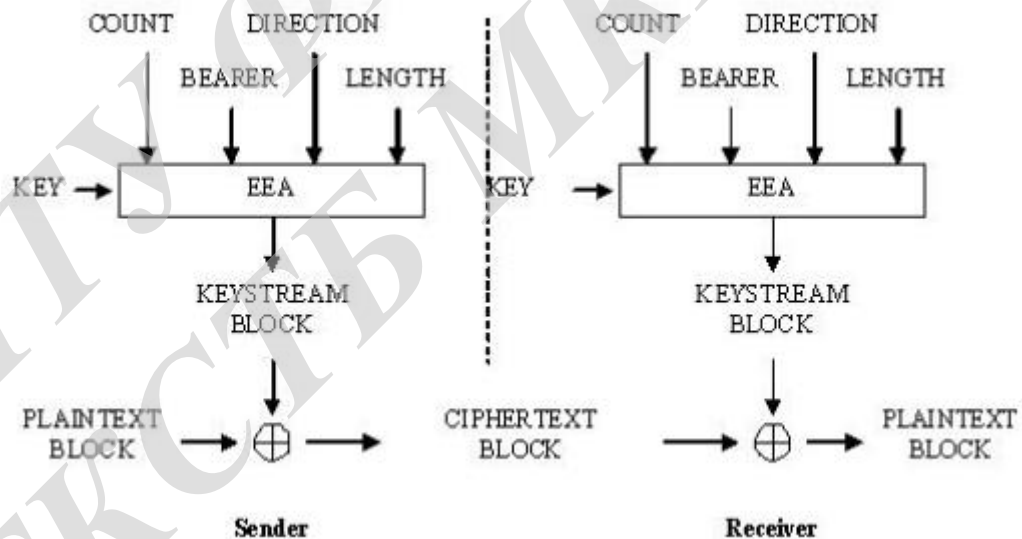 COUNT DIRECTION COUNT DIRECTION
BEARER LENGTH BEARER LENGTH
KEY EEA KEY EEA
KEYSTREAM BLOCK KEYSTREAM BLOCK
PLAINTEXT BLOCK CIPHERTEXT BLOCK PLAINTEXT BLOCK
Sender Receiver